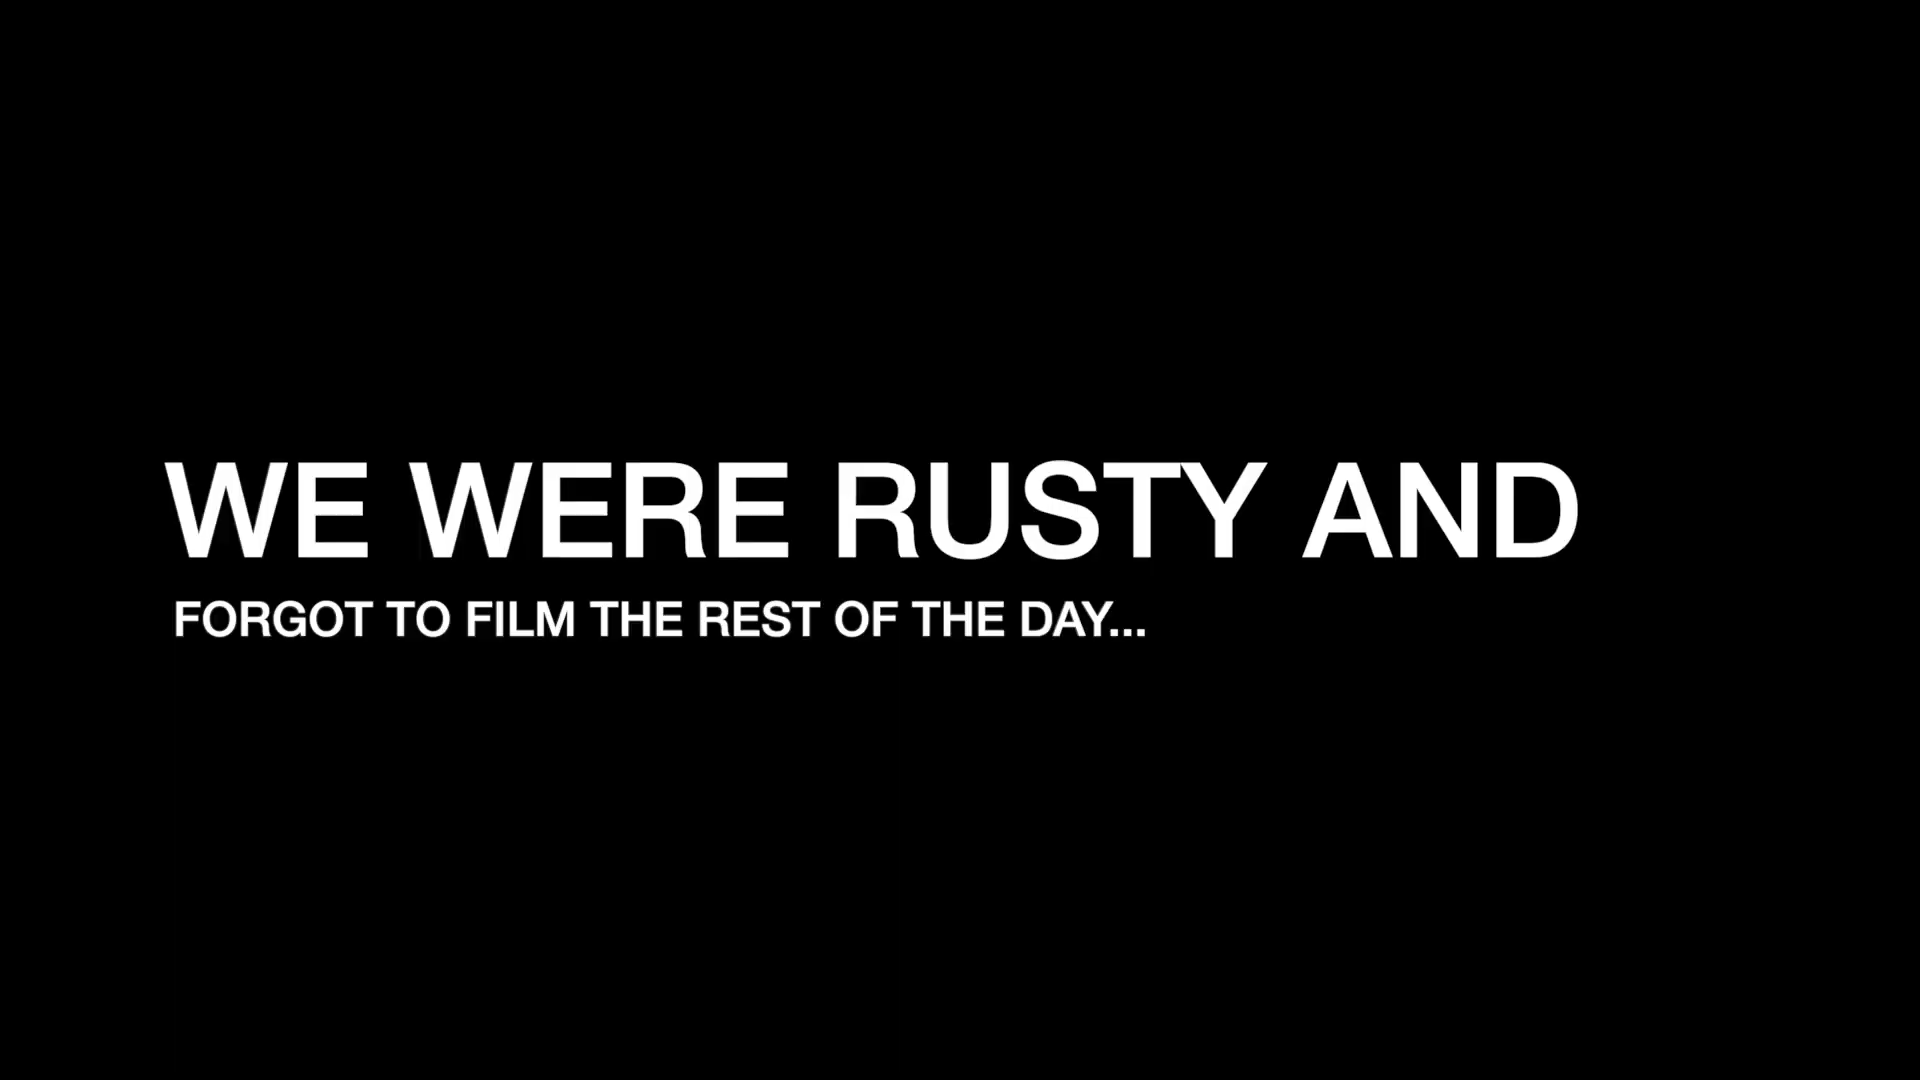 WE WERE RUSTY AND
FORGOT TO FILM THE REST OF THE DAY...